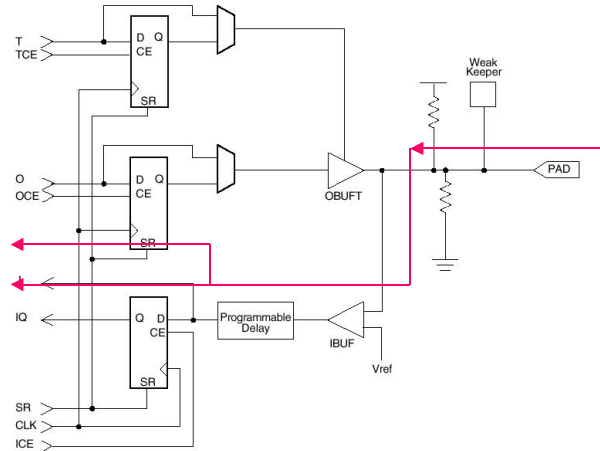 T
TCE
D Q
CE
SR
Weak
Keeper
O
OCE
D Q
CE
SR
OBUFT
PAD
I
IQ
Q D
CE
SR
Programmable
Delay
IBUF
Vref
SR
CLK
ICE